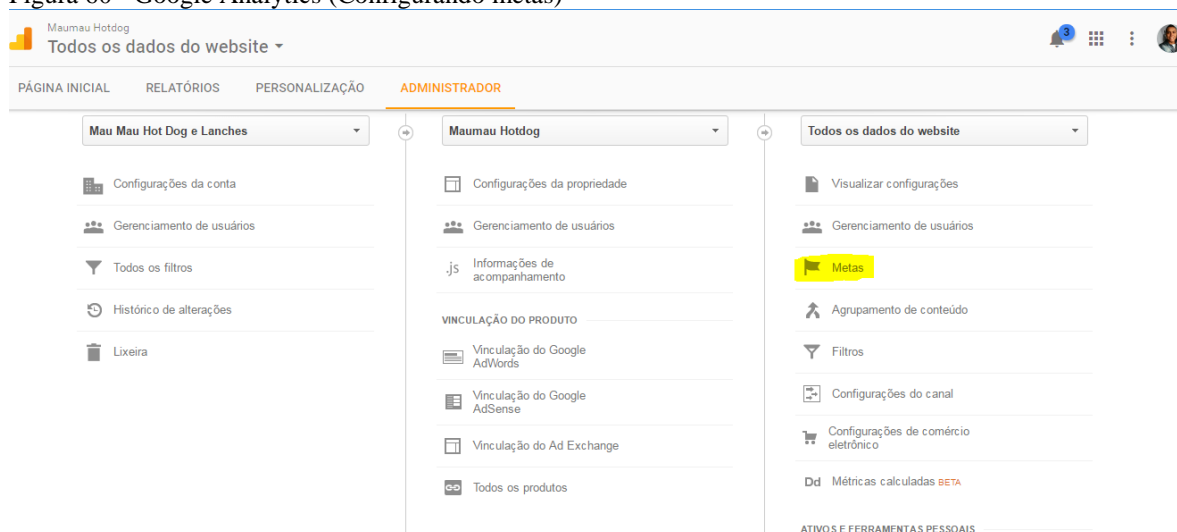 Figura 60 - Google Analytics (Configurando metas)
Maumau Hotdog
Todos os dados do website
3
PÁGINA INICIAL RELATÓRIOS PERSONALIZAÇÃO ADMINISTRADOR
Mau Mau Hot Dog e Lanches
Configurações da conta
Gerenciamento de usuários
Todos os filtros
Histórico de alterações
Lixeira
Maumau Hotdog
Configurações da propriedade
Gerenciamento de usuários
.js Informações de
acompanhamento
VINCULAÇÃO DO PRODUTO
Vinculação do Google
AdWords
Vinculação do Google
AdSense
Vinculação do Ad Exchange
Todos os produtos
Todos os dados do website
Visualizar configurações
Gerenciamento de usuários
Metas
Agrupamento de conteúdo
Filtros
Configurações do canal
Configurações de comércio
eletrônico
Dd Métricas calculadas BETA
ATIVOS E FERRAMENTAS PESSOAIS